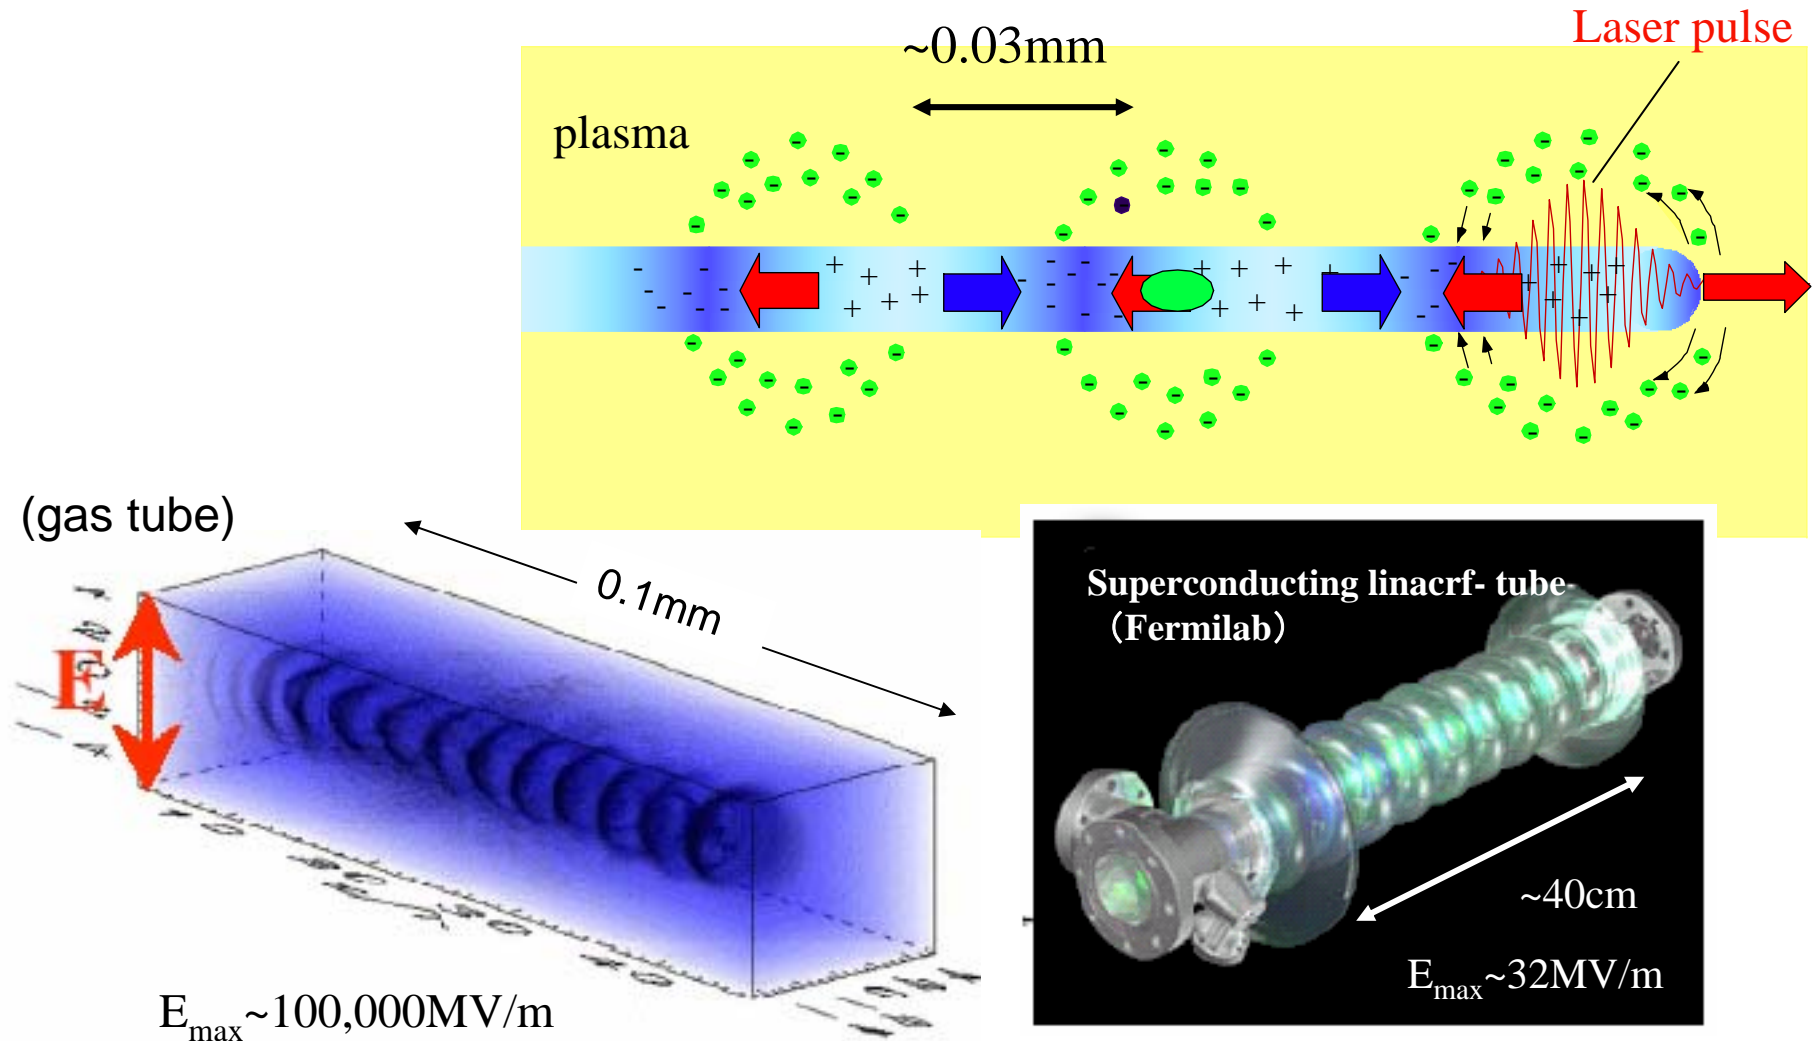 Laser pulse
~0.03mm
plasma
(gas tube)
0.1mm
E
Emax~100,000MV/m
Superconducting linacrf- tube
（Fermilab）
~40cm
Emax~32MV/m